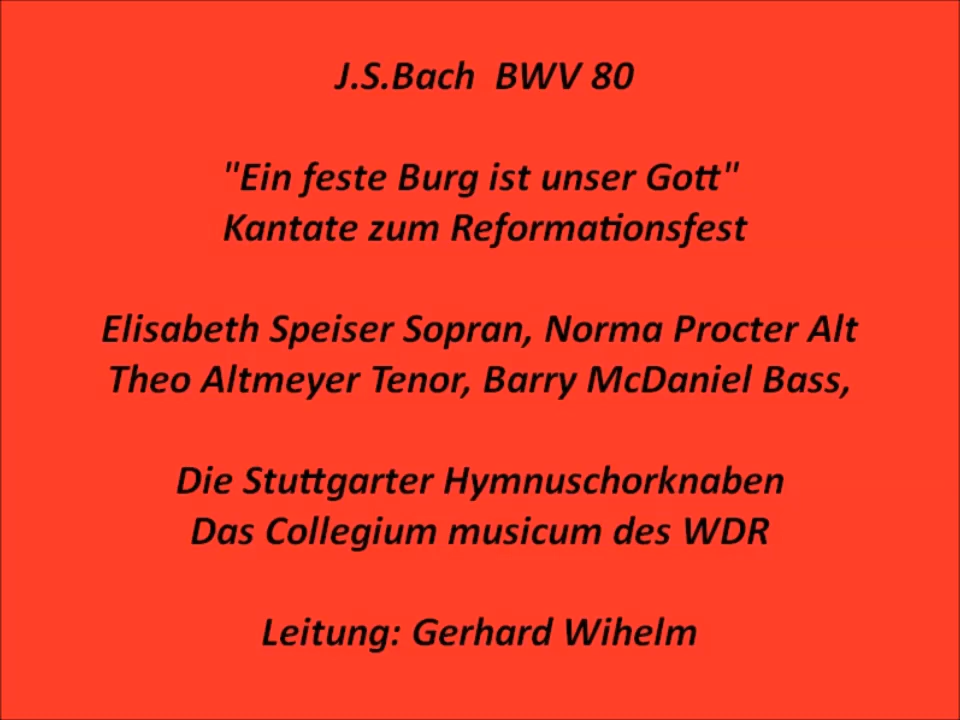 J.S.Bach BWV 80
"Ein feste Burg ist unser Gott"
Kantate zum Reformationsfest
Elisabeth Speiser Sopran, Norma Procter Alt
Theo Altmeyer Tenor, Barry McDaniel Bass,
Die Stuttgarter Hymnuschorknaben
Das Collegium musicum des WDR
Leitung: Gerhard Wihelm